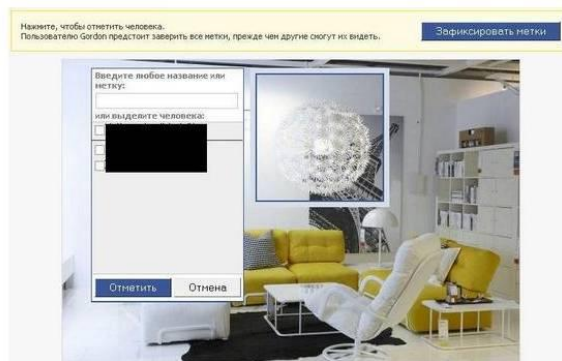 Нажмите, чтобы отметить человека.
Пользователю Gordon предстоит заверить все метки, прежде чем другие смогут их видеть.
Зафиксировать метки
Введите любое название или
метку:
или выделите человека:
Отметить
Отмена